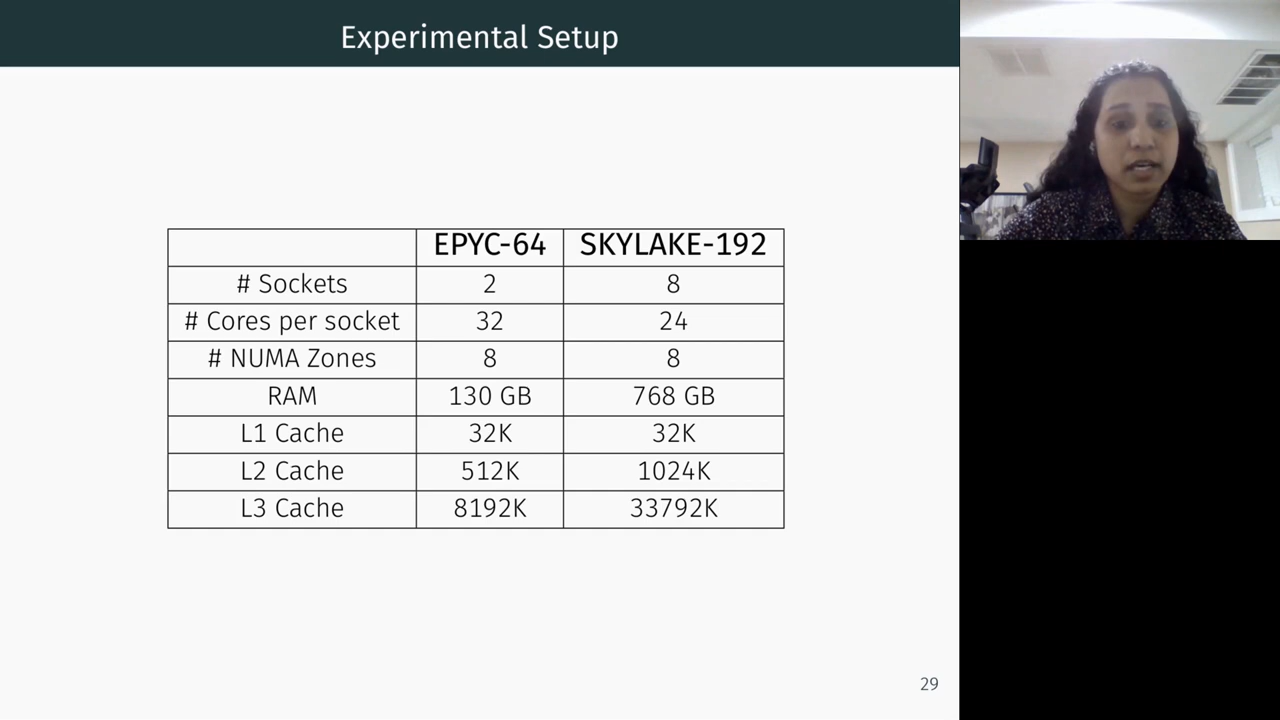 Experimental Setup
EPYC-64 SKYLAKE-192
# Sockets 2 8
# Cores per socket 32 24
# NUMA Zones 8 8
RAM 130 GB 768 GB
L1 Cache 32K 32K
L2 Cache 512K 1024K
L3 Cache 8192K 33792K
29